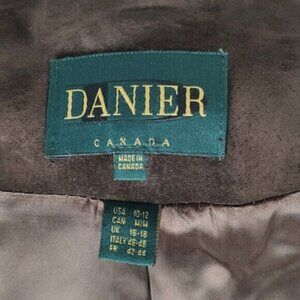 DANIER
CANADA
MADE IN
CANADA
USA 10-12
CAN M/M
UK 16-18
ITALY 46-48
FR 42-44